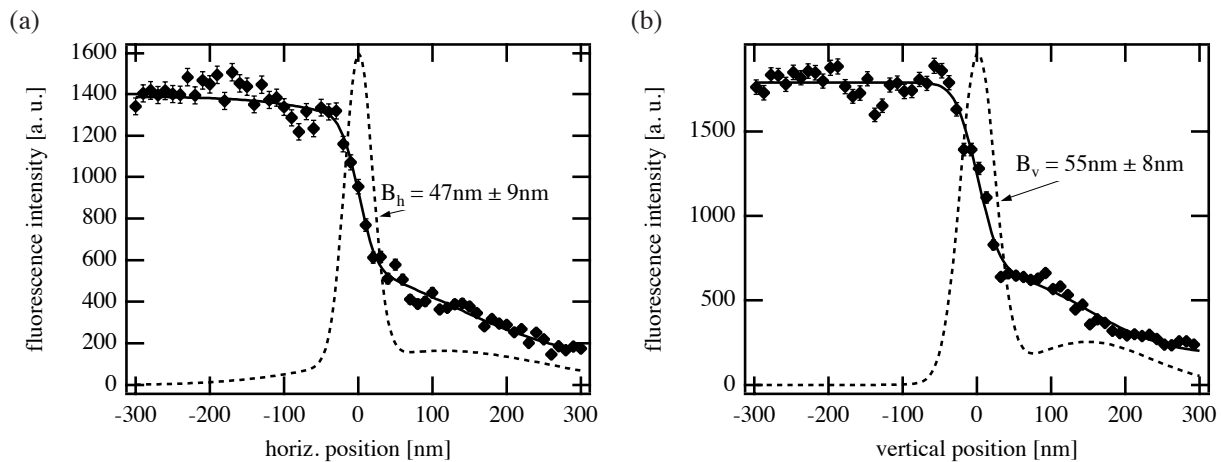 (a)
1600
1400
1200
1000
800
600
400
200
0
fluorescence intensity [a. u.]
B_h = 47nm ± 9nm
-300 -200 -100 0 100 200 300
horiz. position [nm]
(b)
1500
1000
500
0
fluorescence intensity [a. u.]
B_v = 55nm ± 8nm
-300 -200 -100 0 100 200 300
vertical position [nm]